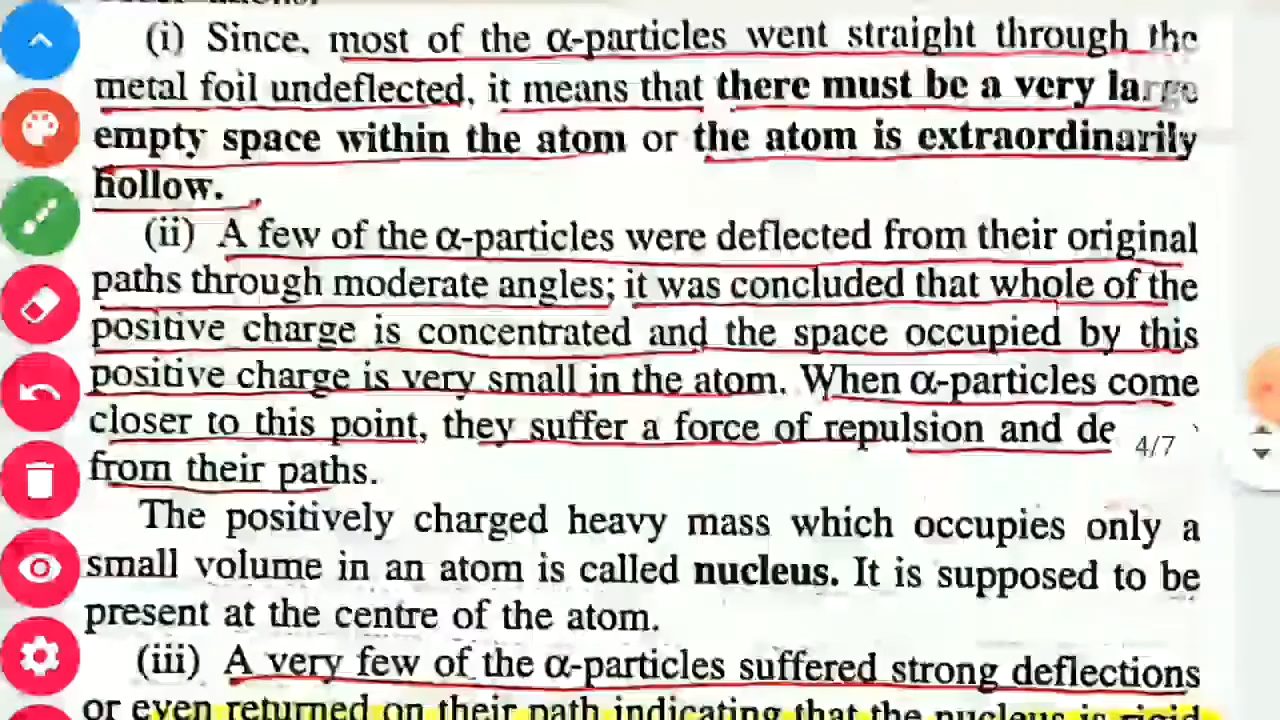 (i) Since, most of the α-particles went straight through the
metal foil undeflected, it means that there must be a very large
empty space within the atom or the atom is extraordinarily
hollow.
(ii) A few of the α-particles were deflected from their original
paths through moderate angles; it was concluded that whole of the
positive charge is concentrated and the space occupied by this
positive charge is very small in the atom. When α-particles come
closer to this point, they suffer a force of repulsion and de
4/7
from their paths.
The positively charged heavy mass which occupies only a
small volume in an atom is called nucleus. It is supposed to be
present at the centre of the atom.
(iii) A very few of the α-particles suffered strong deflections
or even returned on their path indicating that the nucleus is rigid